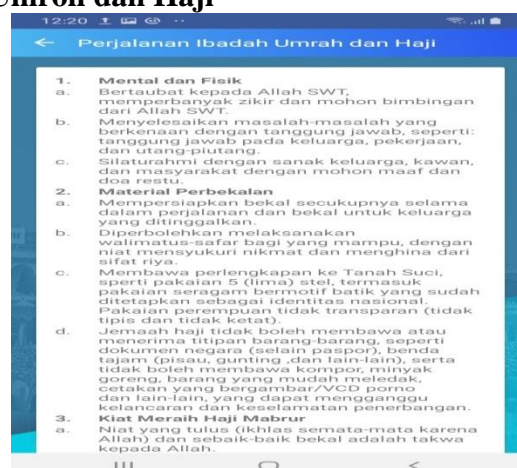 Umroh dan Haji
12:20
Perjalanan Ibadah Umrah dan Haji
1. Mental dan Fisik
a. Bertaubat kepada Allah SWT,
memperbanyak zikir dan mohon bimbingan
dari Allah SWT.
b. Menyelesaikan masalah-masalah yang
berkenaan dengan tanggung jawab, seperti:
tanggung jawab pada keluarga, pekerjaan,
dan utang-piutang.
c. Silaturahmi dengan sanak keluarga, kawan,
dan masyarakat dengan mohon maaf dan
doa restu.
2. Material Perbekalan
a. Mempersiapkan bekal secukupnya selama
dalam perjalanan dan bekal untuk keluarga
yang ditinggalkan.
b. Diperbolehkan melaksanakan
walimatus-safar bagi yang mampu, dengan
niat mensyukuri nikmat dan menghina dari
sifat riya.
c. Membawa perlengkapan ke Tanah Suci,
sperti pakaian 5 (lima) stel, termasuk
pakaian seragam bermotif batik yang sudah
ditetapkan sebagai identitas nasional.
Pakaian perempuan tidak transparan (tidak
tipis dan tidak ketat).
d. Jemaah haji tidak boleh membawa atau
menerima titipan barang-barang, seperti
dokumen negara (selain paspor), benda
tajam (pisau, gunting ,dan lain-lain), serta
tidak boleh membawa kompor, minyak
goreng, barang yang mudah meledak,
cetakan yang bergambar/VCD porno
dan lain-lain, yang dapat mengganggu
kelancaran dan keselamatan penerbangan.
3. Kiat Meraih Haji Mabrur
a. Niat yang tulus (ikhlas semata-mata karena
Allah) dan sebaik-baik bekal adalah takwa
kepada Allah.